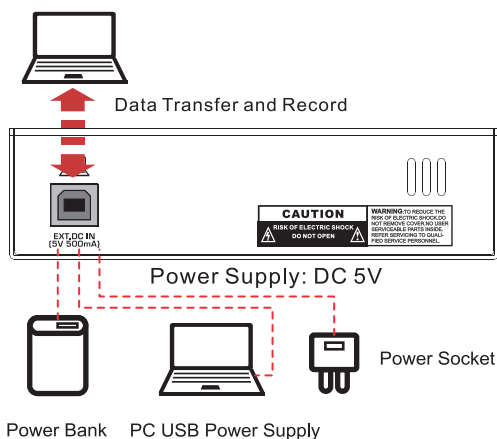 Data Transfer and Record
EXT,DC IN
(5V 500mA)
CAUTION
RISK OF ELECTRIC SHOCK
DO NOT OPEN
WARNING:TO REDUCE THE
RISK OF ELECTRIC SHOCK,DO
NOT REMOVE COVER.NO USER
SERVICEABLE PARTS INSIDE.
REFER SERVICING TO QUALI-
FIED SERVICE PERSONNEL.
Power Supply: DC 5V
Power Socket
Power Bank
PC USB Power Supply